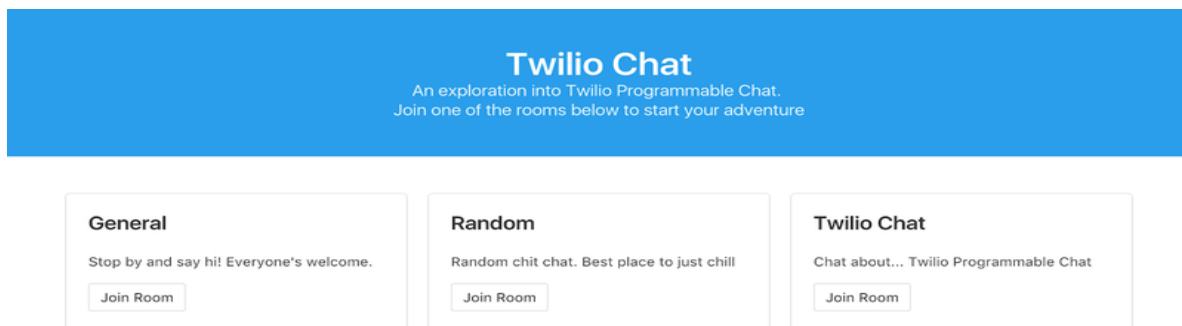 Twilio Chat
An exploration into Twilio Programmable Chat.
Join one of the rooms below to start your adventure
General
Stop by and say hi! Everyone's welcome.
Join Room
Random
Random chit chat. Best place to just chill
Join Room
Twilio Chat
Chat about... Twilio Programmable Chat
Join Room